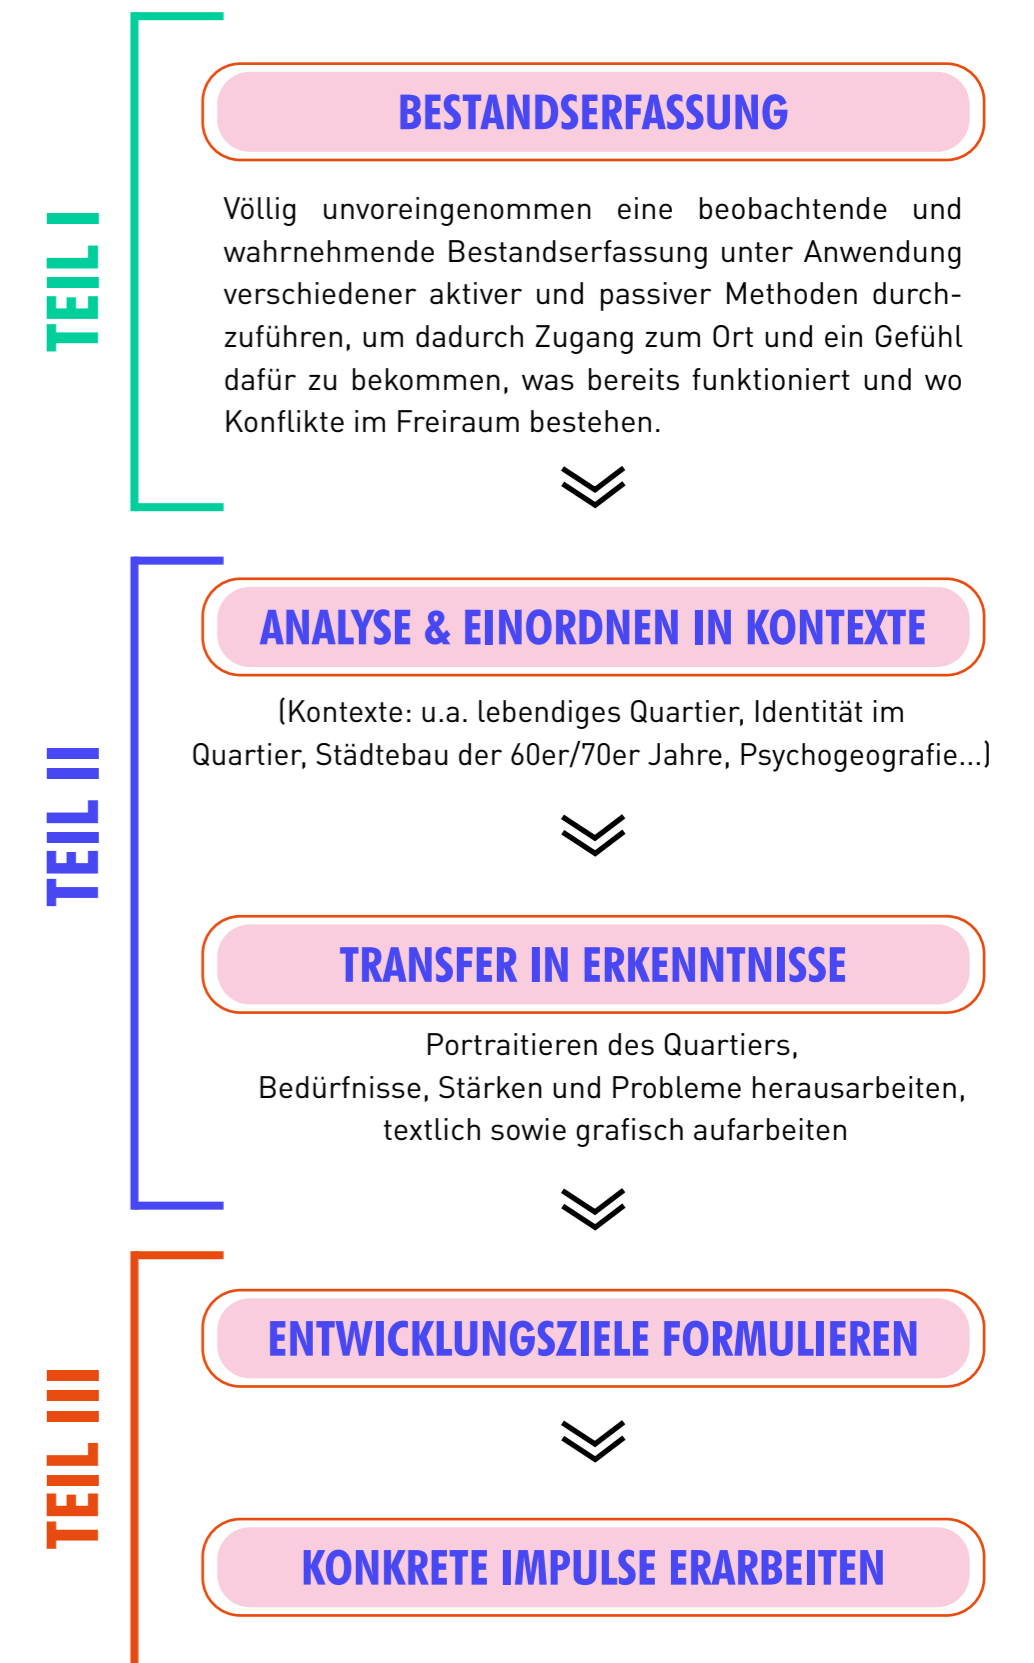 TEIL I
BESTANDSERFASSUNG
Völlig unvoreingenommen eine beobachtende und
wahrnehmende Bestandserfassung unter Anwendung
verschiedener aktiver und passiver Methoden durch-
zuführen, um dadurch Zugang zum Ort und ein Gefühl
dafür zu bekommen, was bereits funktioniert und wo
Konflikte im Freiraum bestehen.
TEIL II
ANALYSE & EINORDNEN IN KONTEXTE
(Kontexte: u.a. lebendiges Quartier, Identität im
Quartier, Städtebau der 60er/70er Jahre, Psychogeografie...)
TRANSFER IN ERKENNTNISSE
Portraitieren des Quartiers,
Bedürfnisse, Stärken und Probleme herausarbeiten,
textlich sowie grafisch aufarbeiten
TEIL III
ENTWICKLUNGSZIELE FORMULIEREN
KONKRETE IMPULSE ERARBEITEN